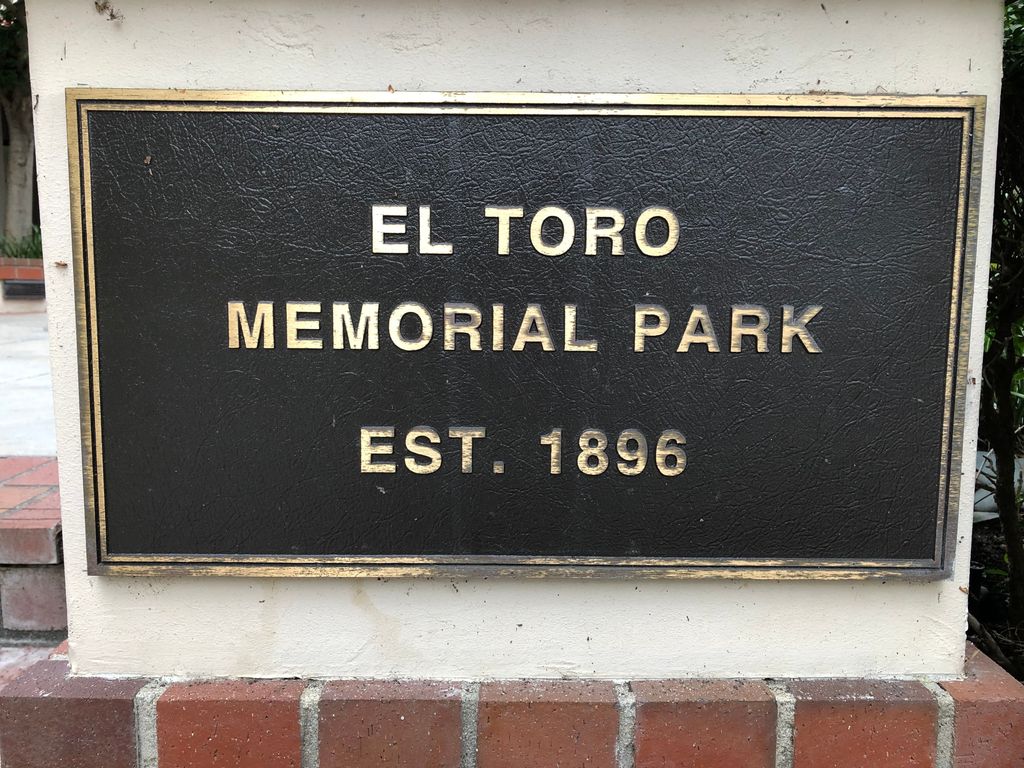 EL TORO
MEMORIAL PARK
EST. 1896